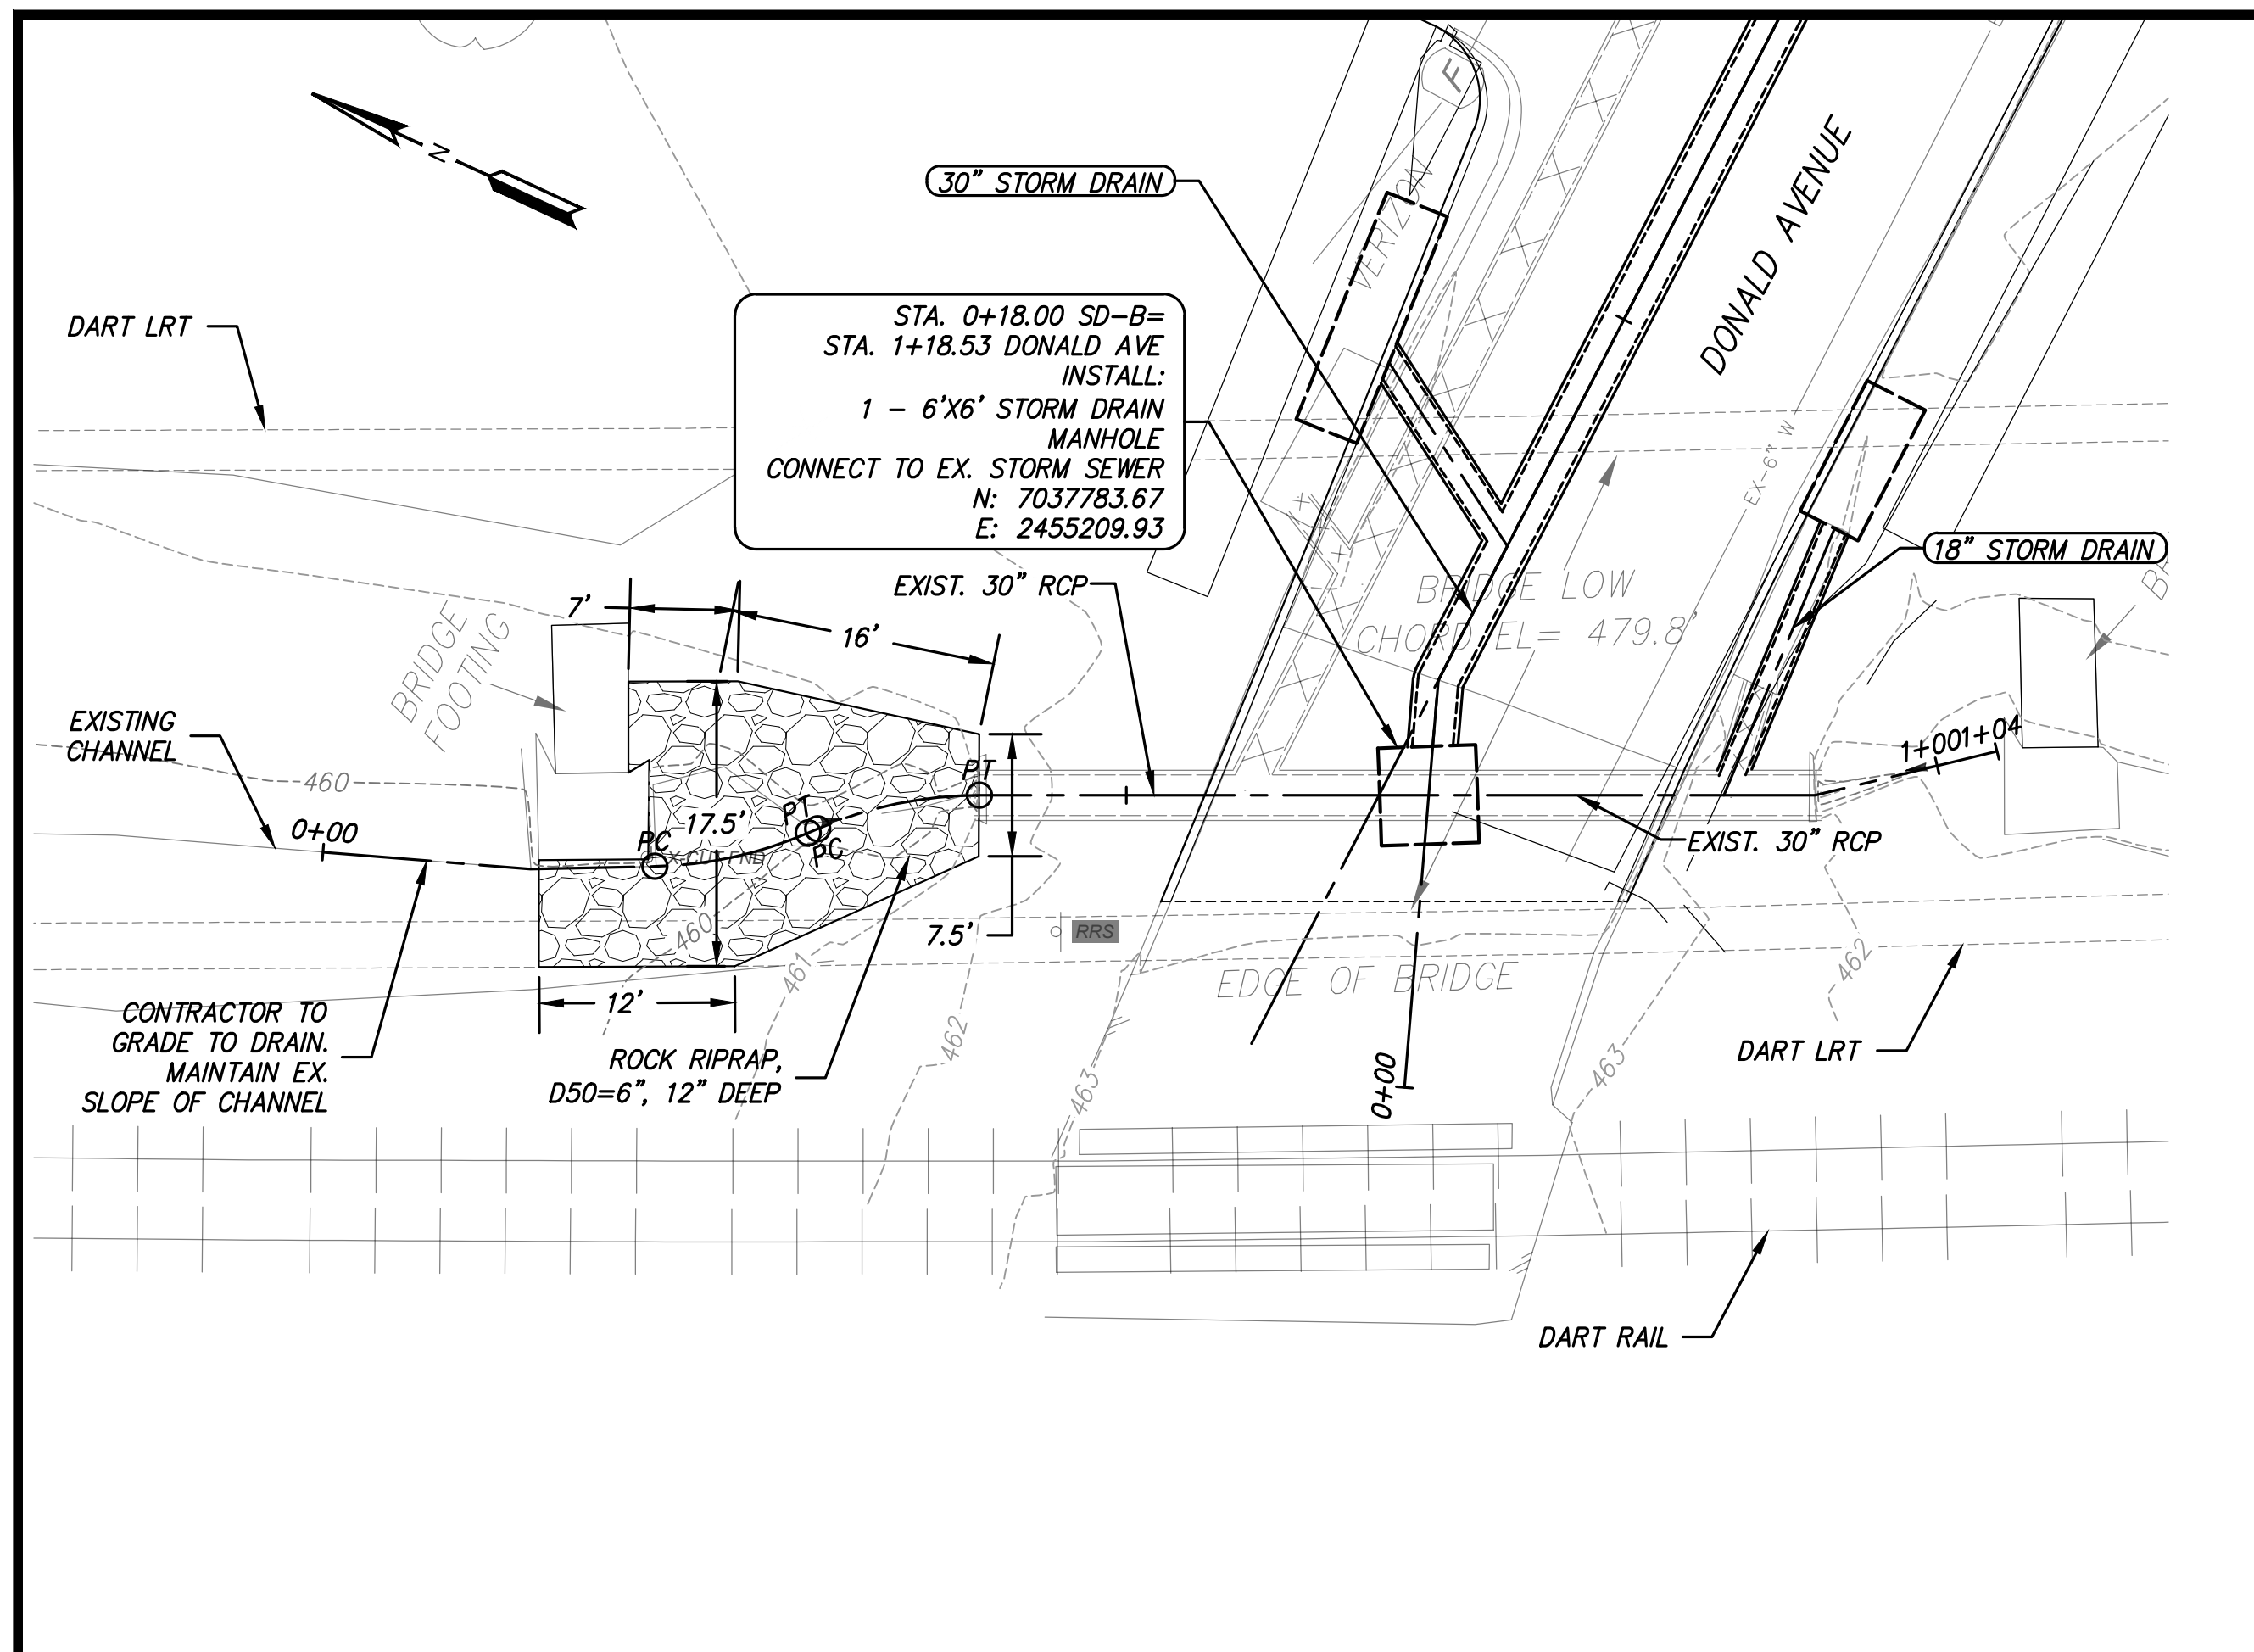 N
F
VERIZON
30" STORM DRAIN
DONALD AVENUE
DART LRT
STA. 0+18.00 SD-B=
STA. 1+18.53 DONALD AVE
INSTALL:
1 - 6'X6' STORM DRAIN
MANHOLE
CONNECT TO EX. STORM SEWER
N: 7037783.67
E: 2455209.93
EX-6" W
18" STORM DRAIN
EXIST. 30" RCP
7'
16'
BRIDGE
FOOTING
BRIDGE LOW
CHORD EL= 479.8'
EXISTING
CHANNEL
460
0+00
PC
17.5'
PT
PC
PT
X-CUT FND
1+00
1+04
EXIST. 30" RCP
460
7.5'
RRS
461
462
463
EDGE OF BRIDGE
463
462
12'
CONTRACTOR TO
GRADE TO DRAIN.
MAINTAIN EX.
SLOPE OF CHANNEL
ROCK RIPRAP,
D50=6", 12" DEEP
0+00
DART LRT
DART RAIL